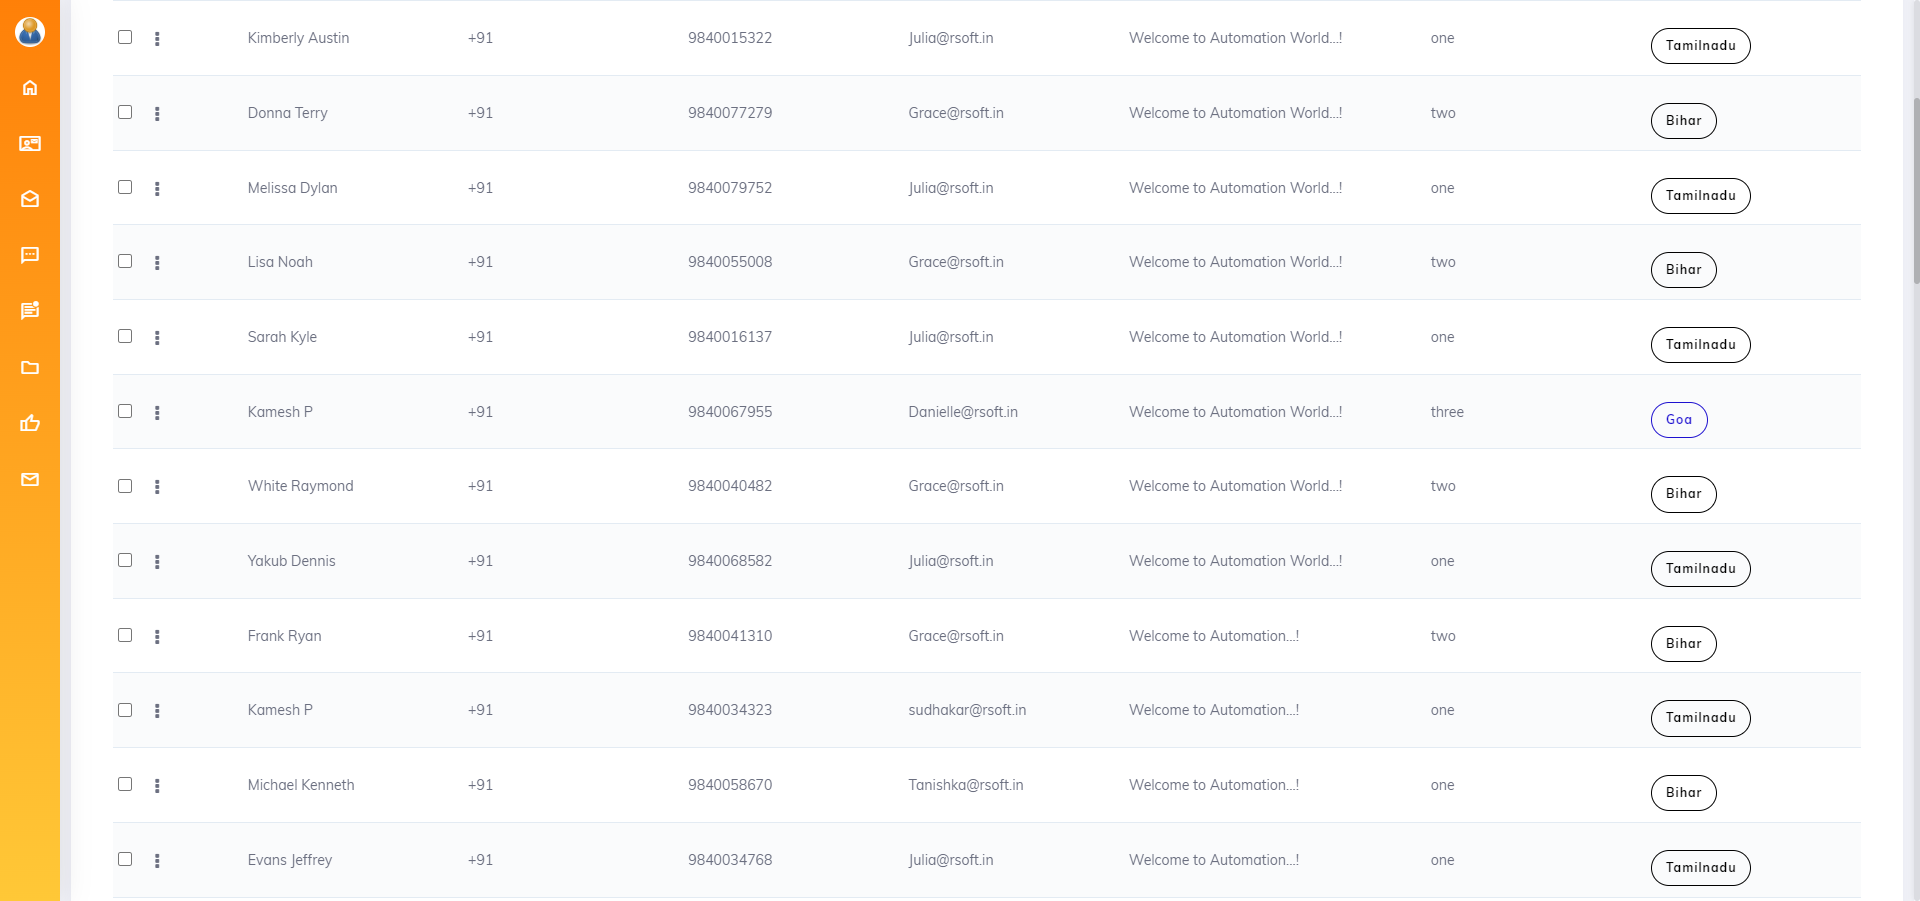 Kimberly Austin +91 9840015322 Julia@rsoft.in Welcome to Automation World...! one Tamilnadu
Donna Terry +91 9840077279 Grace@rsoft.in Welcome to Automation World...! two Bihar
Melissa Dylan +91 9840079752 Julia@rsoft.in Welcome to Automation World...! one Tamilnadu
Lisa Noah +91 9840055008 Grace@rsoft.in Welcome to Automation World...! two Bihar
Sarah Kyle +91 9840016137 Julia@rsoft.in Welcome to Automation World...! one Tamilnadu
Kamesh P +91 9840067955 Danielle@rsoft.in Welcome to Automation World...! three Goa
White Raymond +91 9840040482 Grace@rsoft.in Welcome to Automation World...! two Bihar
Yakub Dennis +91 9840068582 Julia@rsoft.in Welcome to Automation World...! one Tamilnadu
Frank Ryan +91 9840041310 Grace@rsoft.in Welcome to Automation...! two Bihar
Kamesh P +91 9840034323 sudhakar@rsoft.in Welcome to Automation...! one Tamilnadu
Michael Kenneth +91 9840058670 Tanishka@rsoft.in Welcome to Automation...! one Bihar
Evans Jeffrey +91 9840034768 Julia@rsoft.in Welcome to Automation...! one Tamilnadu